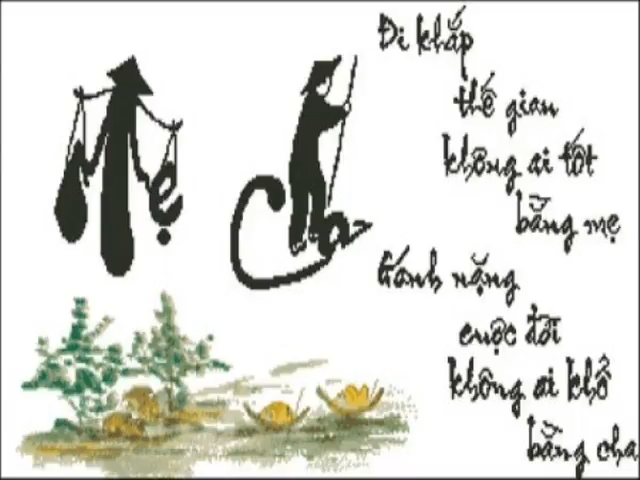 Mẹ Cha
Đi khắp
thế gian
không ai tốt
bằng mẹ
Gánh nặng
cuộc đời
không ai khổ
bằng cha